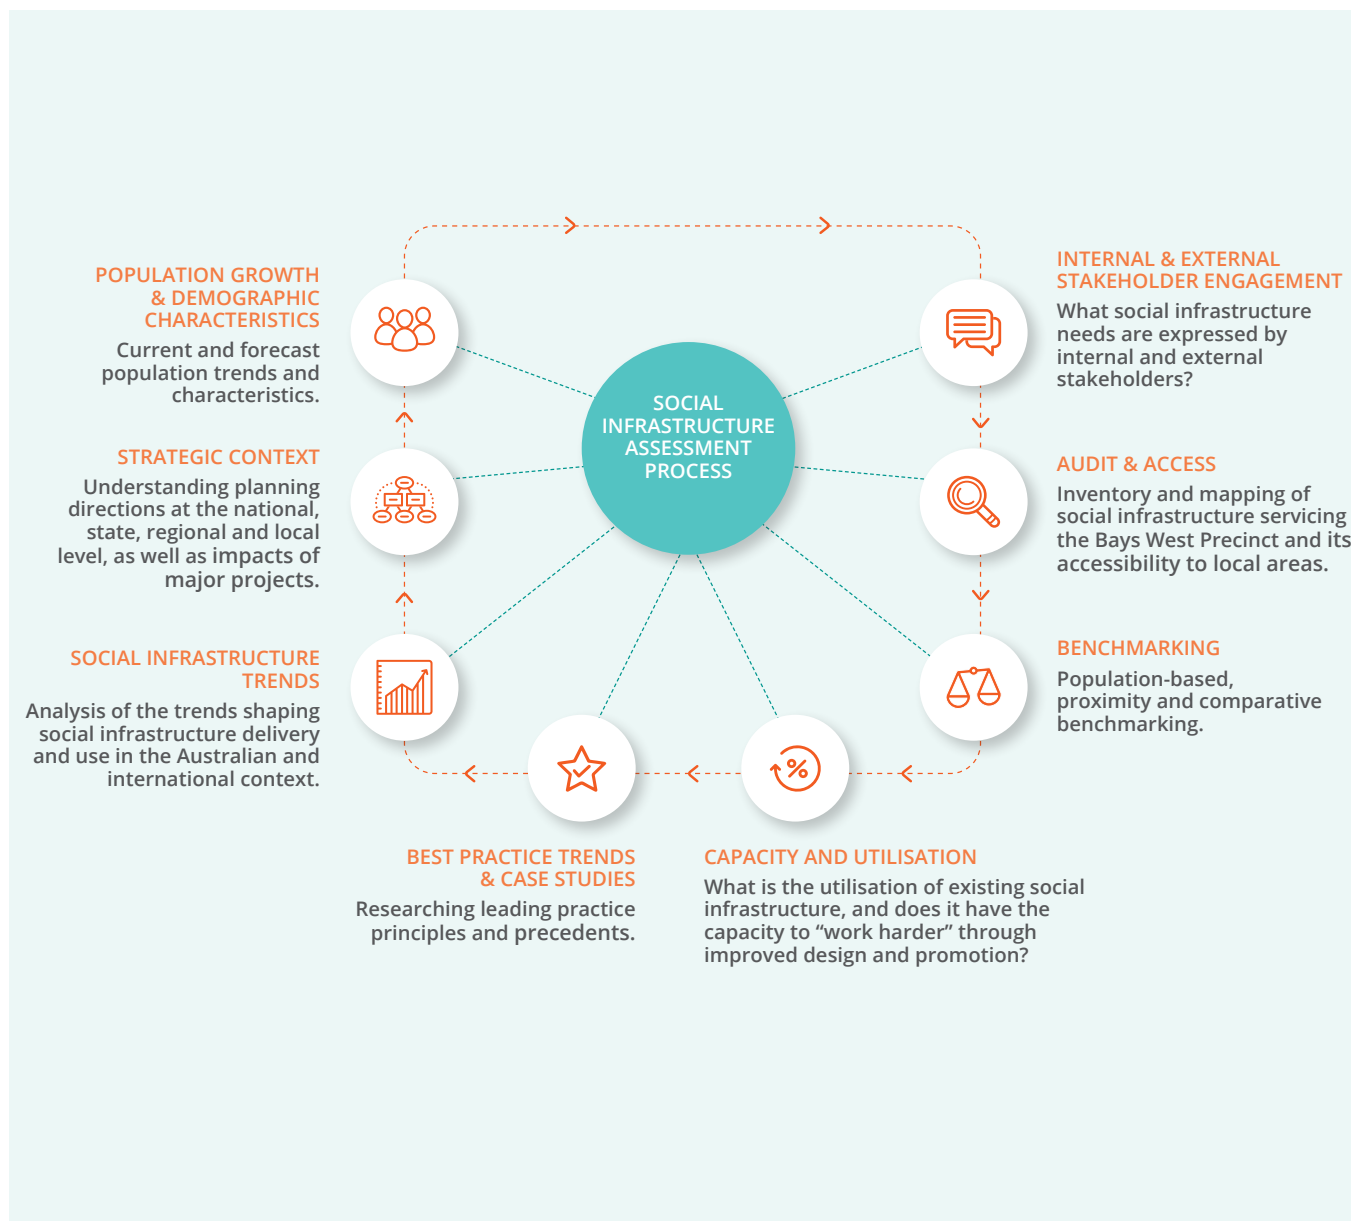 SOCIAL
INFRASTRUCTURE
ASSESSMENT
PROCESS
POPULATION GROWTH
& DEMOGRAPHIC
CHARACTERISTICS
Current and forecast
population trends and
characteristics.
INTERNAL & EXTERNAL
STAKEHOLDER ENGAGEMENT
What social infrastructure
needs are expressed by
internal and external
stakeholders?
AUDIT & ACCESS
Inventory and mapping of
social infrastructure servicing
the Bays West Precinct and its
accessibility to local areas.
BENCHMARKING
Population-based,
proximity and comparative
benchmarking.
CAPACITY AND UTILISATION
What is the utilisation of existing social
infrastructure, and does it have the
capacity to “work harder” through
improved design and promotion?
BEST PRACTICE TRENDS
& CASE STUDIES
Researching leading practice
principles and precedents.
SOCIAL INFRASTRUCTURE
TRENDS
Analysis of the trends shaping
social infrastructure delivery
and use in the Australian and
international context.
STRATEGIC CONTEXT
Understanding planning
directions at the national,
state, regional and local
level, as well as impacts of
major projects.
%